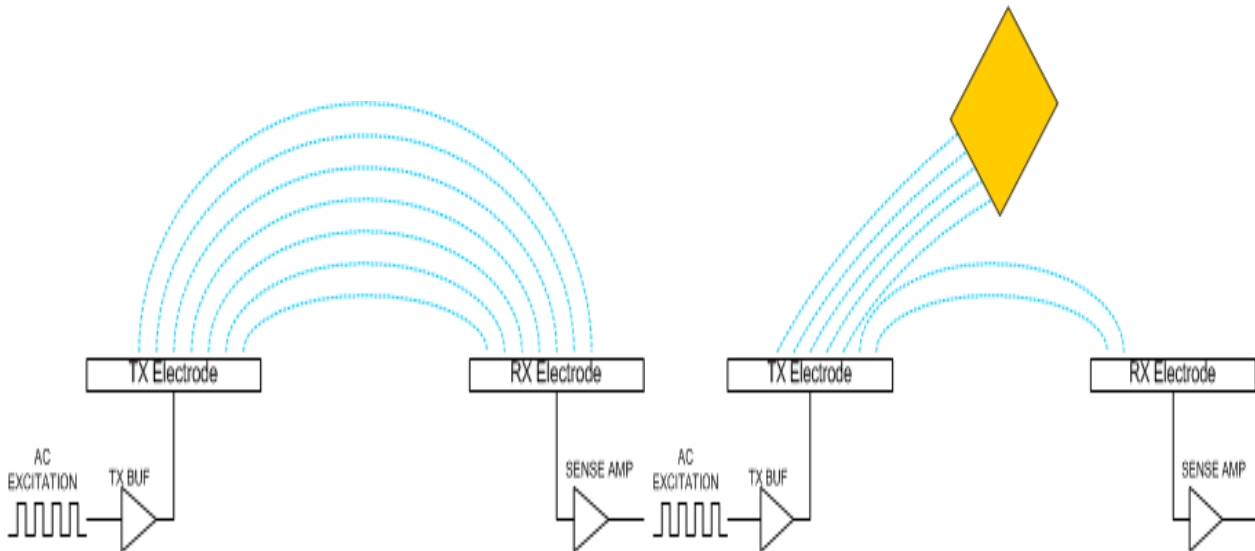 TX Electrode
RX Electrode
TX Electrode
RX Electrode
AC
EXCITATION
TX BUF
SENSE AMP
AC
EXCITATION
TX BUF
SENSE AMP